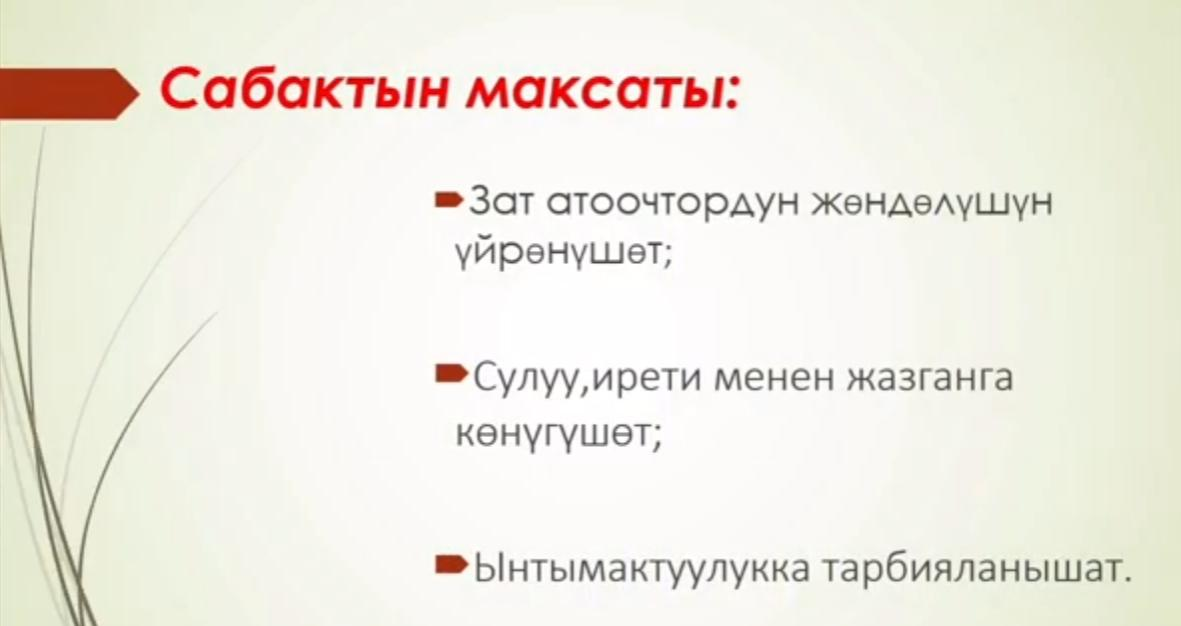 Сабактын максаты:
Зат атоочтордун жөндөлүшүн
үйрөнүшөт;
Сулуу,ирети менен жазганга
көнүгүшөт;
Ынтымактуулукка тарбияланышат.